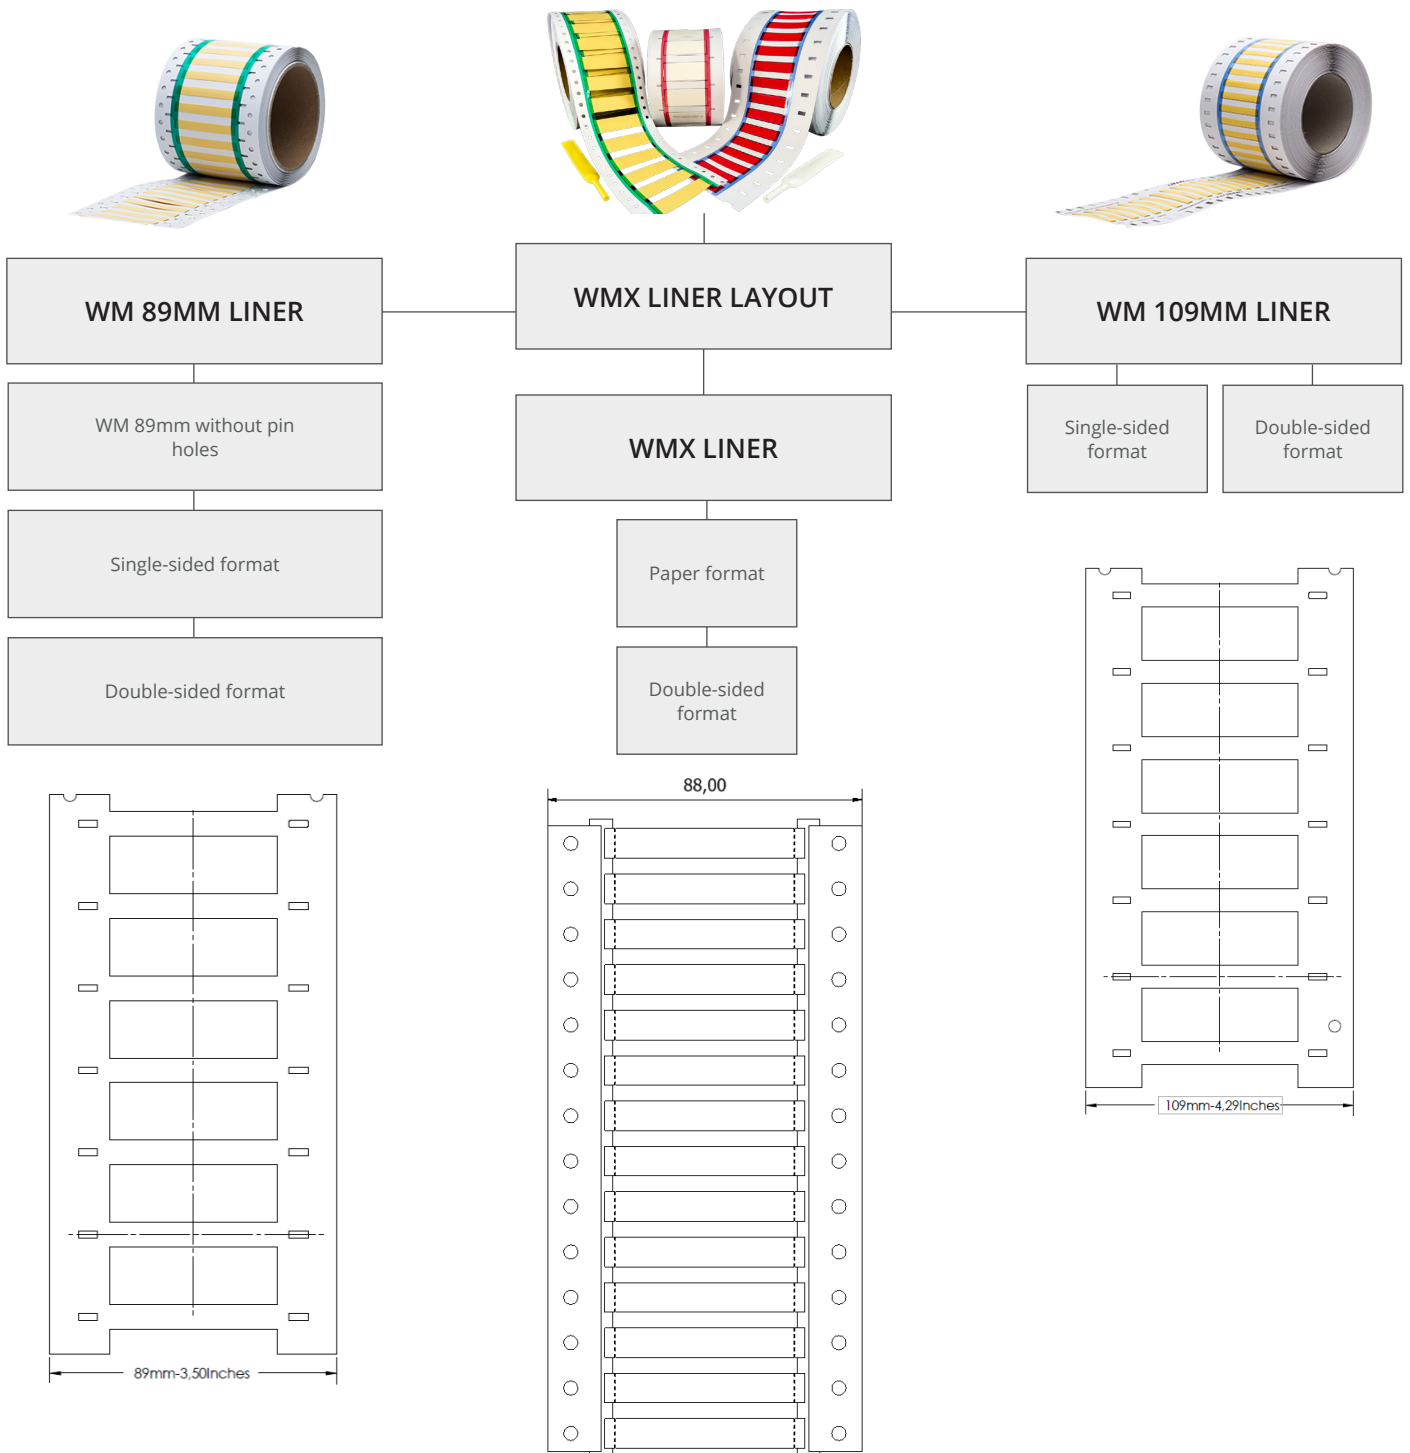 WMX LINER LAYOUT
WM 89MM LINER
WM 89mm without pin
holes
Single-sided format
Double-sided format
89mm-3,50Inches
WMX LINER
Paper format
Double-sided
format
88,00
WM 109MM LINER
Single-sided
format
Double-sided
format
109mm-4,29Inches